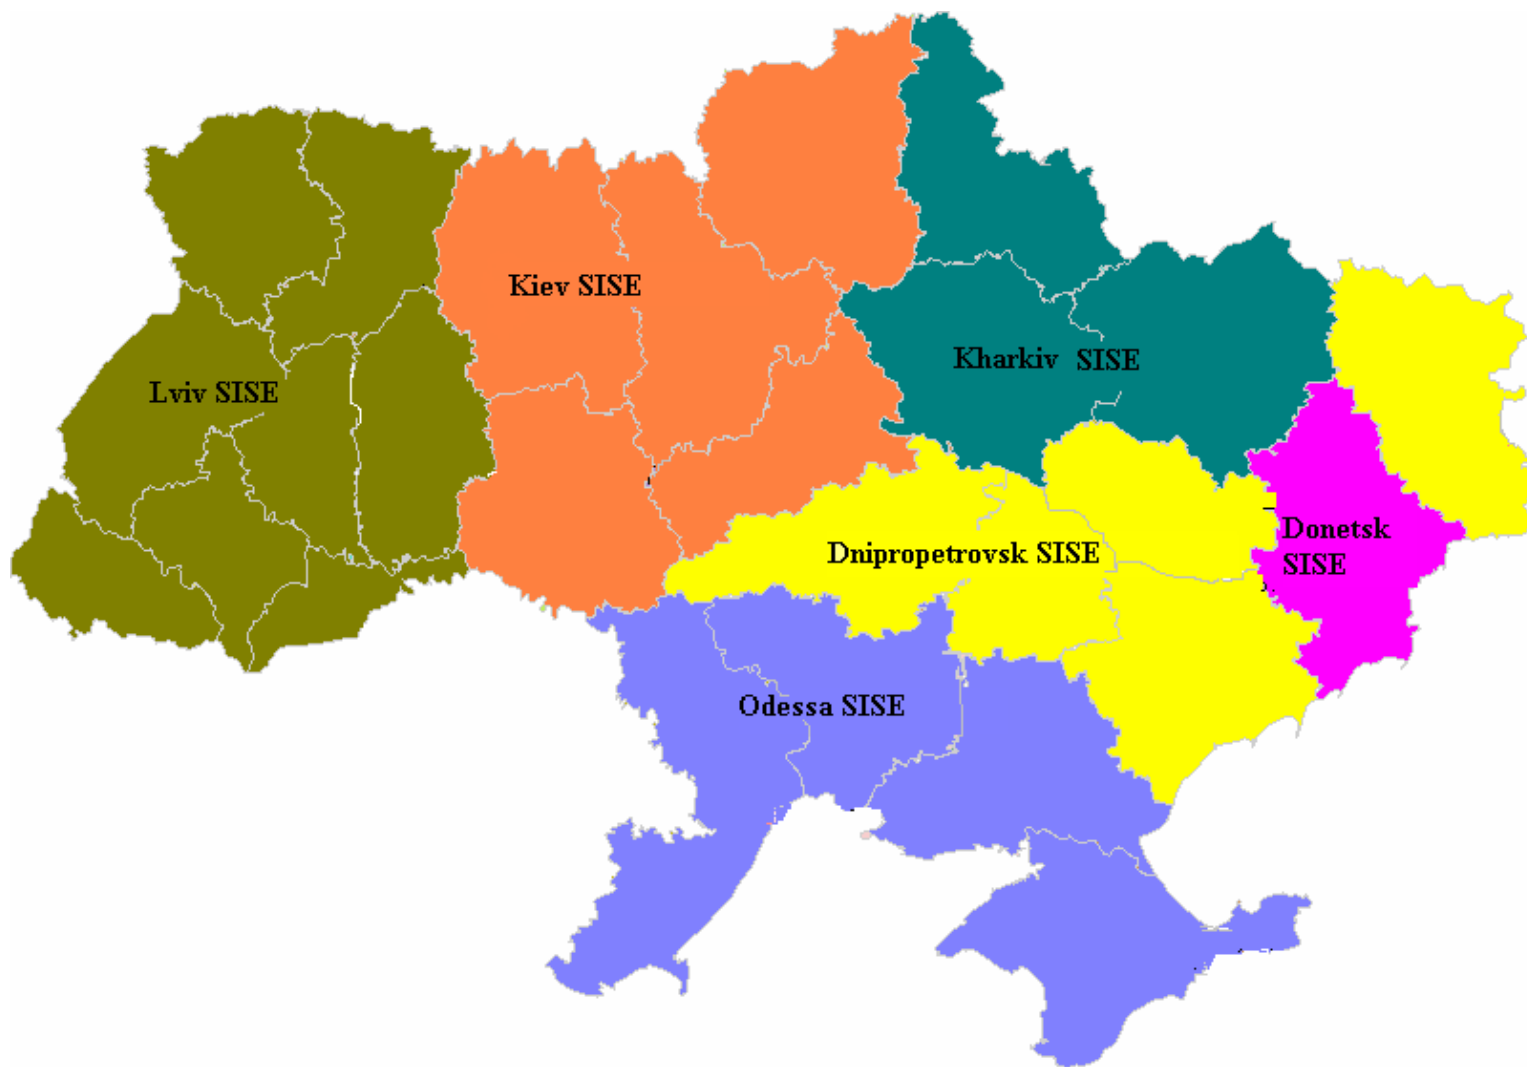 Kiev SISE
Kharkiv SISE
Lviv SISE
Donetsk
SISE
Dnipropetrovsk SISE
Odessa SISE